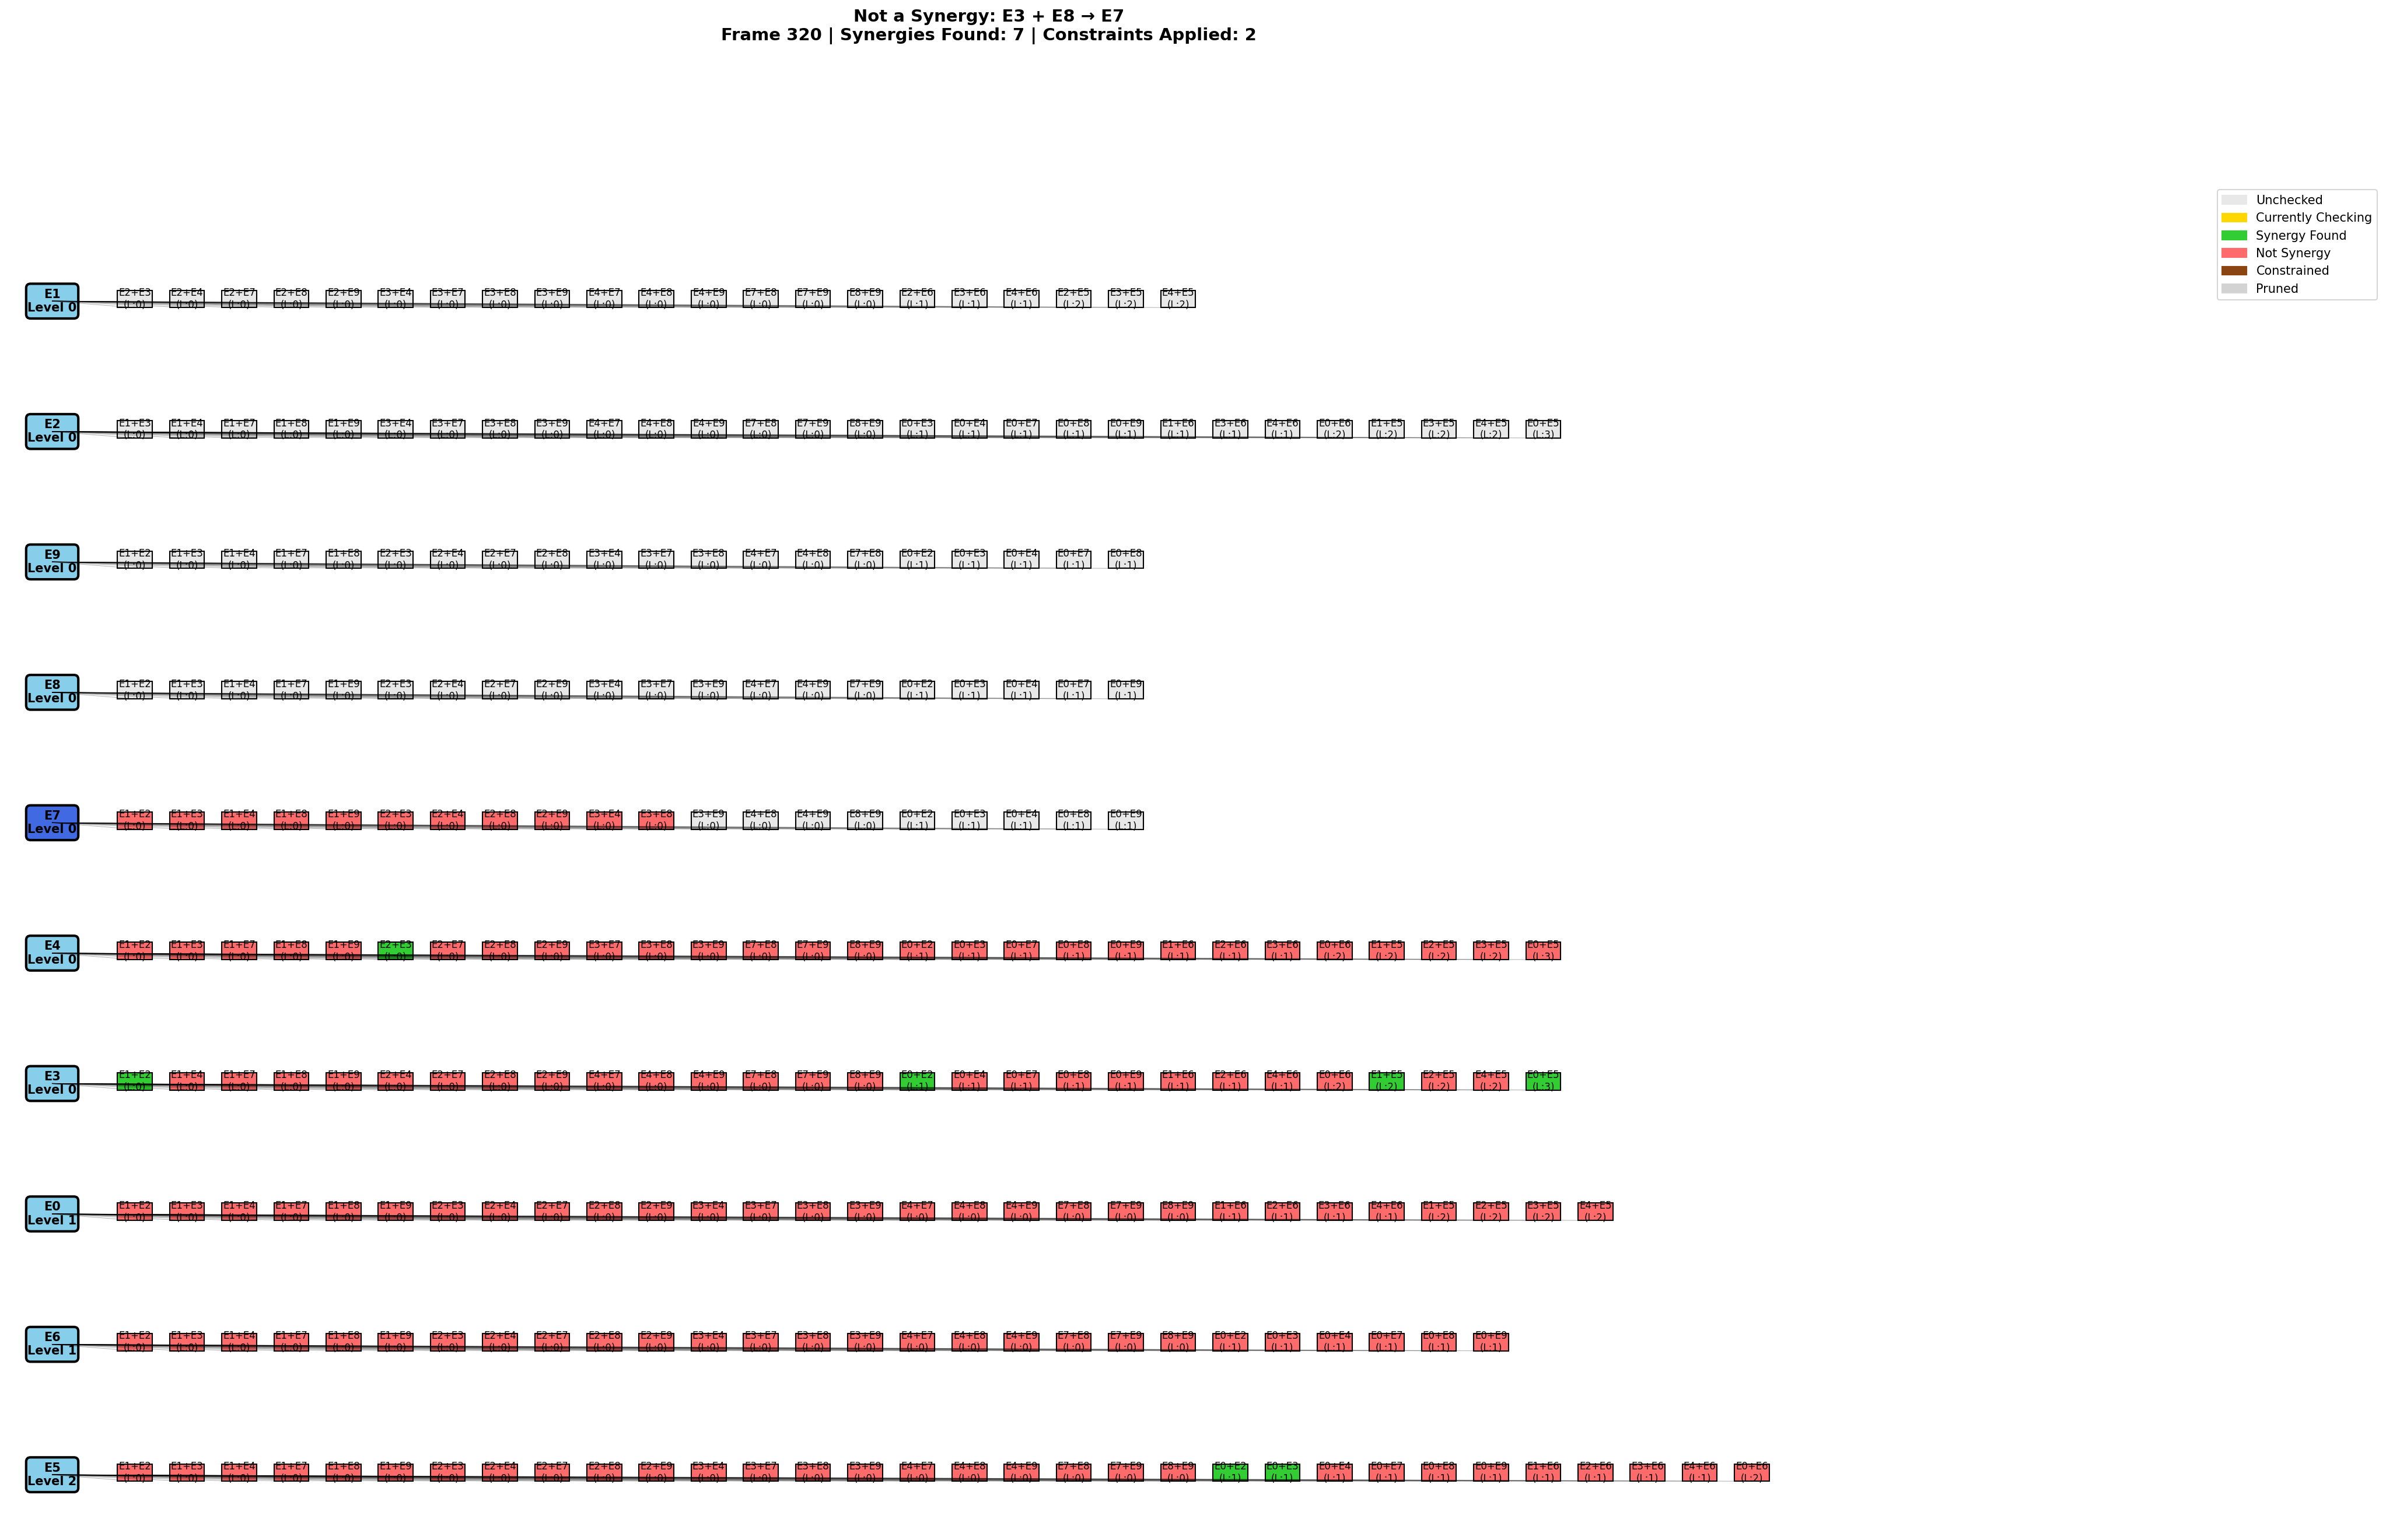 Not a Synergy: E3 + E8 → E7
Frame 320 | Synergies Found: 7 | Constraints Applied: 2
Unchecked
Currently Checking
Synergy Found
Not Synergy
Constrained
Pruned
E1 E2+E3 E2+E4 E2+E7 E2+E8 E2+E9 E3+E4 E3+E7 E3+E8 E3+E9 E4+E7 E4+E8 E4+E9 E7+E8 E7+E9 E8+E9 E2+E6 E3+E6 E4+E6 E2+E5 E3+E5 E4+E5
Level 0 (L:0) (L:0) (L:0) (L:0) (L:0) (L:0) (L:0) (L:0) (L:0) (L:0) (L:0) (L:0) (L:0) (L:0) (L:0) (L:1) (L:1) (L:1) (L:2) (L:2) (L:2)
E2 E1+E3 E1+E4 E1+E7 E1+E8 E1+E9 E3+E4 E3+E7 E3+E8 E3+E9 E4+E7 E4+E8 E4+E9 E7+E8 E7+E9 E8+E9 E0+E3 E0+E4 E0+E7 E0+E8 E0+E9 E1+E6 E3+E6 E4+E6 E0+E6 E1+E5 E3+E5 E4+E5 E0+E5
Level 0 (L:0) (L:0) (L:0) (L:0) (L:0) (L:0) (L:0) (L:0) (L:0) (L:0) (L:0) (L:0) (L:0) (L:0) (L:0) (L:1) (L:1) (L:1) (L:1) (L:1) (L:1) (L:1) (L:1) (L:2) (L:2) (L:2) (L:2) (L:3)
E9 E1+E2 E1+E3 E1+E4 E1+E7 E1+E8 E2+E3 E2+E4 E2+E7 E2+E8 E3+E4 E3+E7 E3+E8 E4+E7 E4+E8 E7+E8 E0+E2 E0+E3 E0+E4 E0+E7 E0+E8
Level 0 (L:0) (L:0) (L:0) (L:0) (L:0) (L:0) (L:0) (L:0) (L:0) (L:0) (L:0) (L:0) (L:0) (L:0) (L:0) (L:1) (L:1) (L:1) (L:1) (L:1)
E8 E1+E2 E1+E3 E1+E4 E1+E7 E1+E9 E2+E3 E2+E4 E2+E7 E2+E9 E3+E4 E3+E7 E3+E9 E4+E7 E4+E9 E7+E9 E0+E2 E0+E3 E0+E4 E0+E7 E0+E9
Level 0 (L:0) (L:0) (L:0) (L:0) (L:0) (L:0) (L:0) (L:0) (L:0) (L:0) (L:0) (L:0) (L:0) (L:0) (L:0) (L:1) (L:1) (L:1) (L:1) (L:1)
E7 E1+E2 E1+E3 E1+E4 E1+E8 E1+E9 E2+E3 E2+E4 E2+E8 E2+E9 E3+E4 E3+E8 E3+E9 E4+E8 E4+E9 E8+E9 E0+E2 E0+E3 E0+E4 E0+E8 E0+E9
Level 0 (L:0) (L:0) (L:0) (L:0) (L:0) (L:0) (L:0) (L:0) (L:0) (L:0) (L:0) (L:0) (L:0) (L:0) (L:0) (L:1) (L:1) (L:1) (L:1) (L:1)
E4 E1+E2 E1+E3 E1+E7 E1+E8 E1+E9 E2+E3 E2+E7 E2+E8 E2+E9 E3+E7 E3+E8 E3+E9 E7+E8 E7+E9 E8+E9 E0+E2 E0+E3 E0+E7 E0+E8 E0+E9 E1+E6 E2+E6 E3+E6 E0+E6 E1+E5 E2+E5 E3+E5 E0+E5
Level 0 (L:0) (L:0) (L:0) (L:0) (L:0) (L:0) (L:0) (L:0) (L:0) (L:0) (L:0) (L:0) (L:0) (L:0) (L:0) (L:1) (L:1) (L:1) (L:1) (L:1) (L:1) (L:1) (L:1) (L:2) (L:2) (L:2) (L:2) (L:3)
E3 E1+E2 E1+E4 E1+E7 E1+E8 E1+E9 E2+E4 E2+E7 E2+E8 E2+E9 E4+E7 E4+E8 E4+E9 E7+E8 E7+E9 E8+E9 E0+E2 E0+E4 E0+E7 E0+E8 E0+E9 E1+E6 E2+E6 E4+E6 E0+E6 E1+E5 E2+E5 E4+E5 E0+E5
Level 0 (L:0) (L:0) (L:0) (L:0) (L:0) (L:0) (L:0) (L:0) (L:0) (L:0) (L:0) (L:0) (L:0) (L:0) (L:0) (L:1) (L:1) (L:1) (L:1) (L:1) (L:1) (L:1) (L:1) (L:2) (L:2) (L:2) (L:2) (L:3)
E0 E1+E2 E1+E3 E1+E4 E1+E7 E1+E8 E1+E9 E2+E3 E2+E4 E2+E7 E2+E8 E2+E9 E3+E4 E3+E7 E3+E8 E3+E9 E4+E7 E4+E8 E4+E9 E7+E8 E7+E9 E8+E9 E1+E6 E2+E6 E3+E6 E4+E6 E1+E5 E2+E5 E3+E5 E4+E5
Level 1 (L:0) (L:0) (L:0) (L:0) (L:0) (L:0) (L:0) (L:0) (L:0) (L:0) (L:0) (L:0) (L:0) (L:0) (L:0) (L:0) (L:0) (L:0) (L:0) (L:0) (L:0) (L:1) (L:1) (L:1) (L:1) (L:2) (L:2) (L:2) (L:2)
E6 E1+E2 E1+E3 E1+E4 E1+E7 E1+E8 E1+E9 E2+E3 E2+E4 E2+E7 E2+E8 E2+E9 E3+E4 E3+E7 E3+E8 E3+E9 E4+E7 E4+E8 E4+E9 E7+E8 E7+E9 E8+E9 E0+E2 E0+E3 E0+E4 E0+E7 E0+E8 E0+E9
Level 1 (L:0) (L:0) (L:0) (L:0) (L:0) (L:0) (L:0) (L:0) (L:0) (L:0) (L:0) (L:0) (L:0) (L:0) (L:0) (L:0) (L:0) (L:0) (L:0) (L:0) (L:0) (L:1) (L:1) (L:1) (L:1) (L:1) (L:1)
E5 E1+E2 E1+E3 E1+E4 E1+E7 E1+E8 E1+E9 E2+E3 E2+E4 E2+E7 E2+E8 E2+E9 E3+E4 E3+E7 E3+E8 E3+E9 E4+E7 E4+E8 E4+E9 E7+E8 E7+E9 E8+E9 E0+E2 E0+E3 E0+E4 E0+E7 E0+E8 E0+E9 E1+E6 E2+E6 E3+E6 E4+E6 E0+E6
Level 2 (L:0) (L:0) (L:0) (L:0) (L:0) (L:0) (L:0) (L:0) (L:0) (L:0) (L:0) (L:0) (L:0) (L:0) (L:0) (L:0) (L:0) (L:0) (L:0) (L:0) (L:0) (L:1) (L:1) (L:1) (L:1) (L:1) (L:1) (L:1) (L:1) (L:1) (L:1) (L:2)